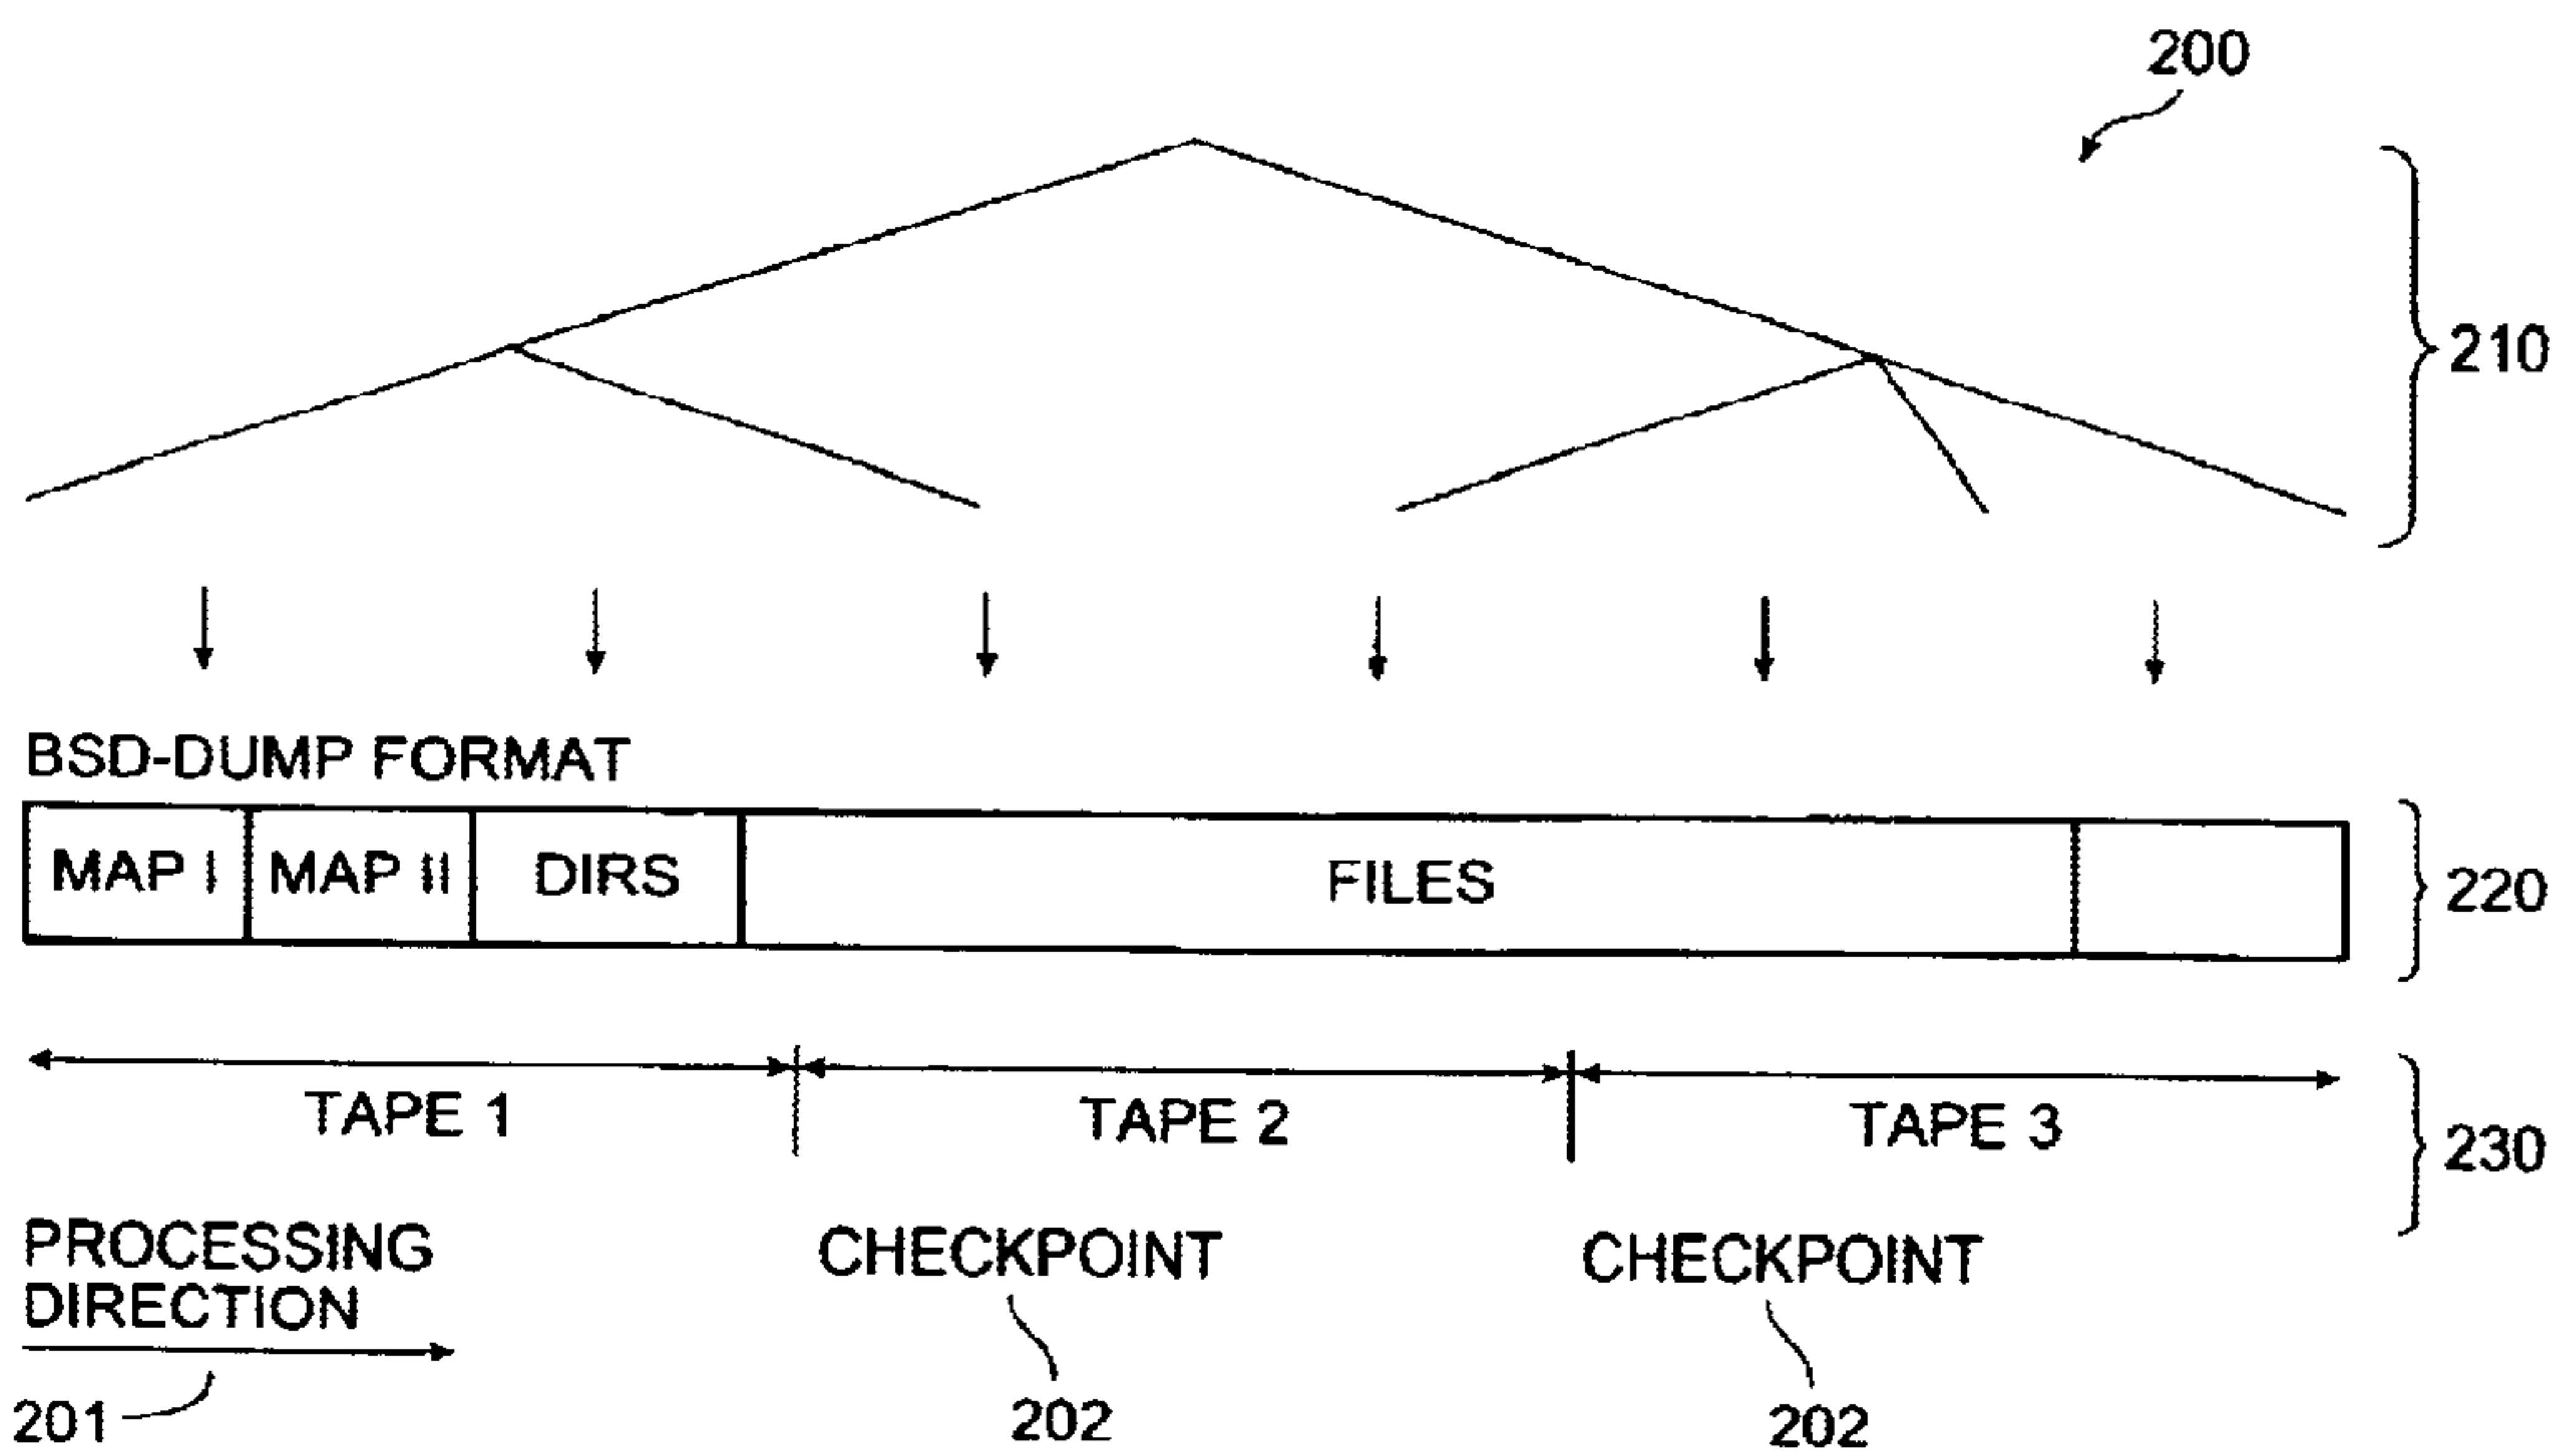 200
210
BSD-DUMP FORMAT
MAP I MAP II DIRS FILES
220
TAPE 1 TAPE 2 TAPE 3
230
PROCESSING
DIRECTION
CHECKPOINT CHECKPOINT
201 202 202